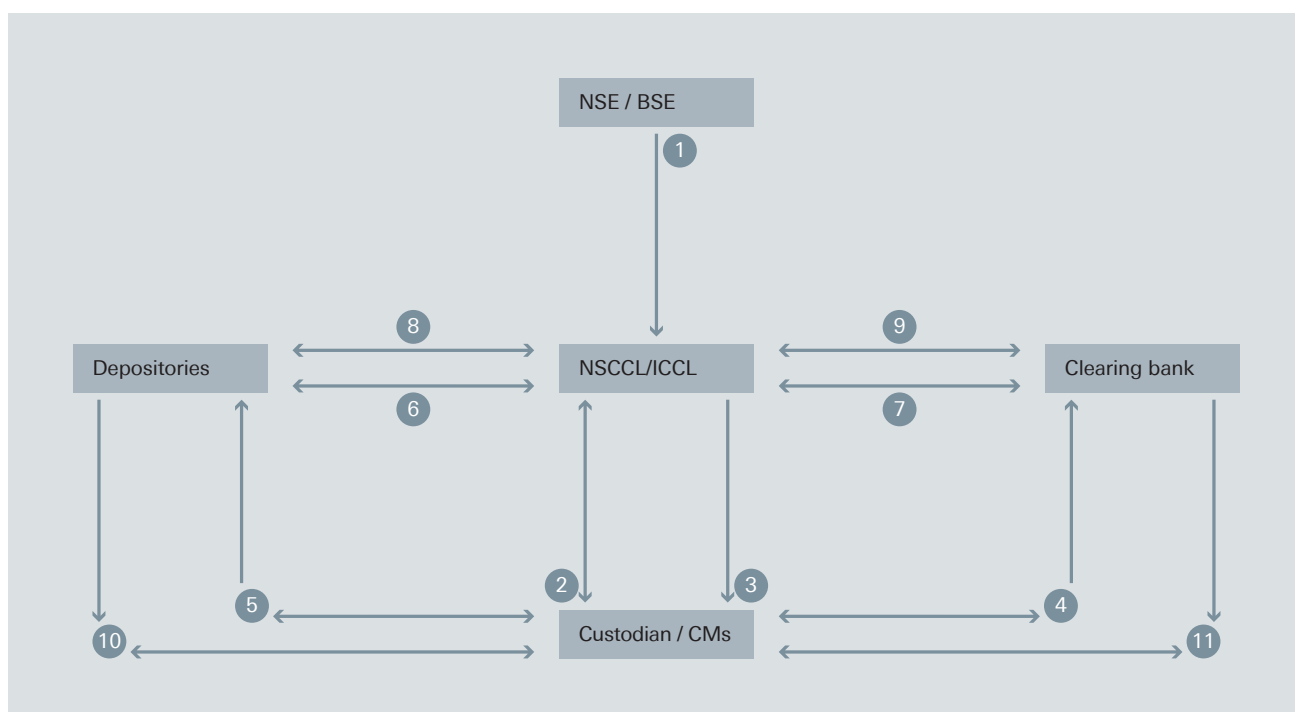 NSE / BSE
1
8
9
Depositories
NSCCL/ICCL
Clearing bank
6
7
2
3
5
4
Custodian / CMs
10
11